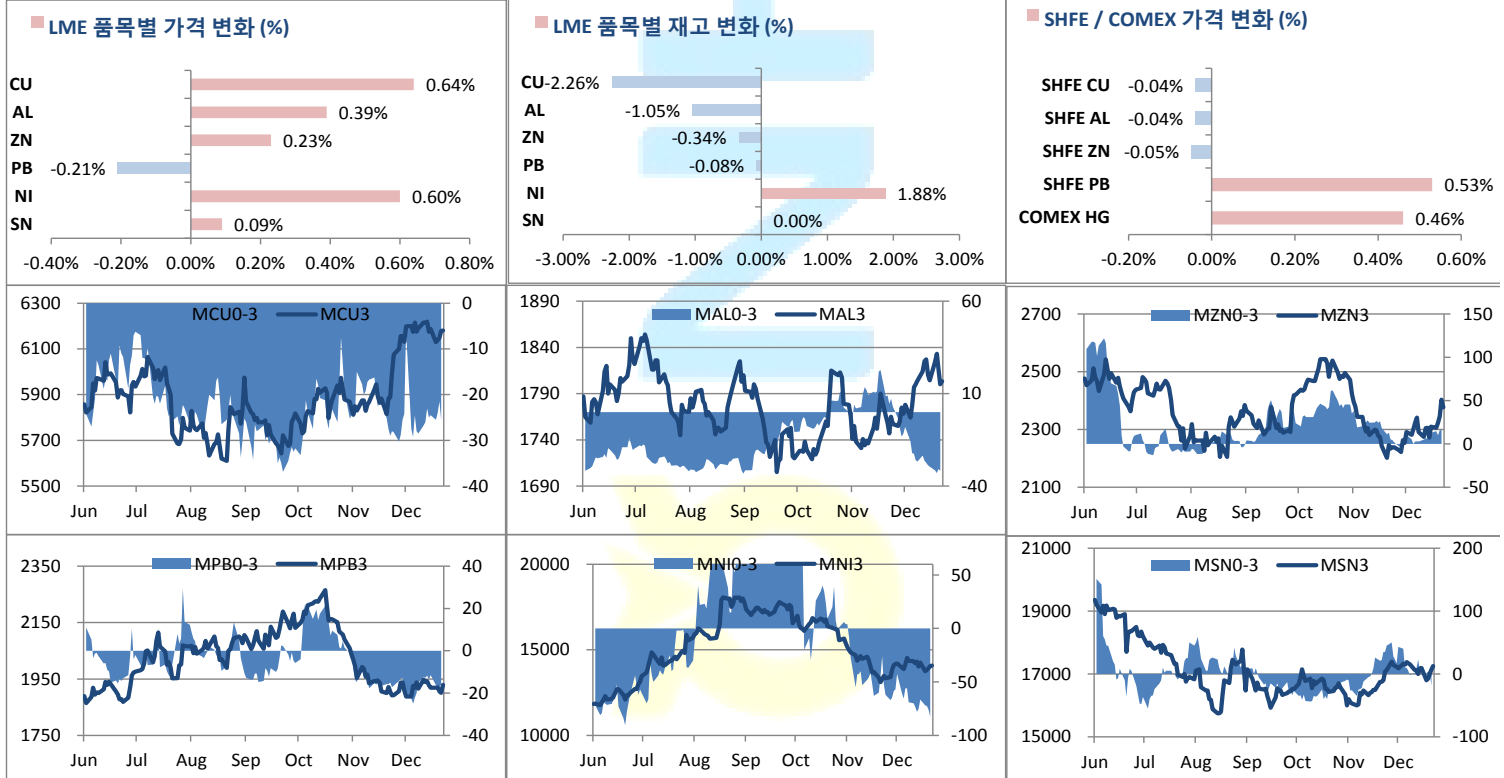 LME 품목별 가격 변화 (%)
CU 0.64%
AL 0.39%
ZN 0.23%
PB -0.21%
NI 0.60%
SN 0.09%
-0.40% -0.20% 0.00% 0.20% 0.40% 0.60% 0.80%
LME 품목별 재고 변화 (%)
CU -2.26%
AL -1.05%
ZN -0.34%
PB -0.08%
NI 1.88%
SN 0.00%
-3.00% -2.00% -1.00% 0.00% 1.00% 2.00% 3.00%
SHFE / COMEX 가격 변화 (%)
SHFE CU -0.04%
SHFE AL -0.04%
SHFE ZN -0.05%
SHFE PB 0.53%
COMEX HG 0.46%
-0.20% 0.00% 0.20% 0.40% 0.60%
MCU0-3 MCU3
6300 0
6100 -10
5900 -20
5700 -30
5500 -40
Jun Jul Aug Sep Oct Nov Dec
MAL0-3 MAL3
1890 60
1840
1790 10
1740
1690 -40
Jun Jul Aug Sep Oct Nov Dec
MZN0-3 MZN3
2700 150
2500 100
50
2300 0
2100 -50
Jun Jul Aug Sep Oct Nov Dec
MPB0-3 MPB3
2350 40
2150 20
0
1950 -20
1750 -40
Jun Jul Aug Sep Oct Nov Dec
MNI0-3 MNI3
20000
50
15000 0
-50
10000 -100
Jun Jul Aug Sep Oct Nov Dec
MSN0-3 MSN3
21000 200
19000 100
17000 0
15000 -100
Jun Jul Aug Sep Oct Nov Dec